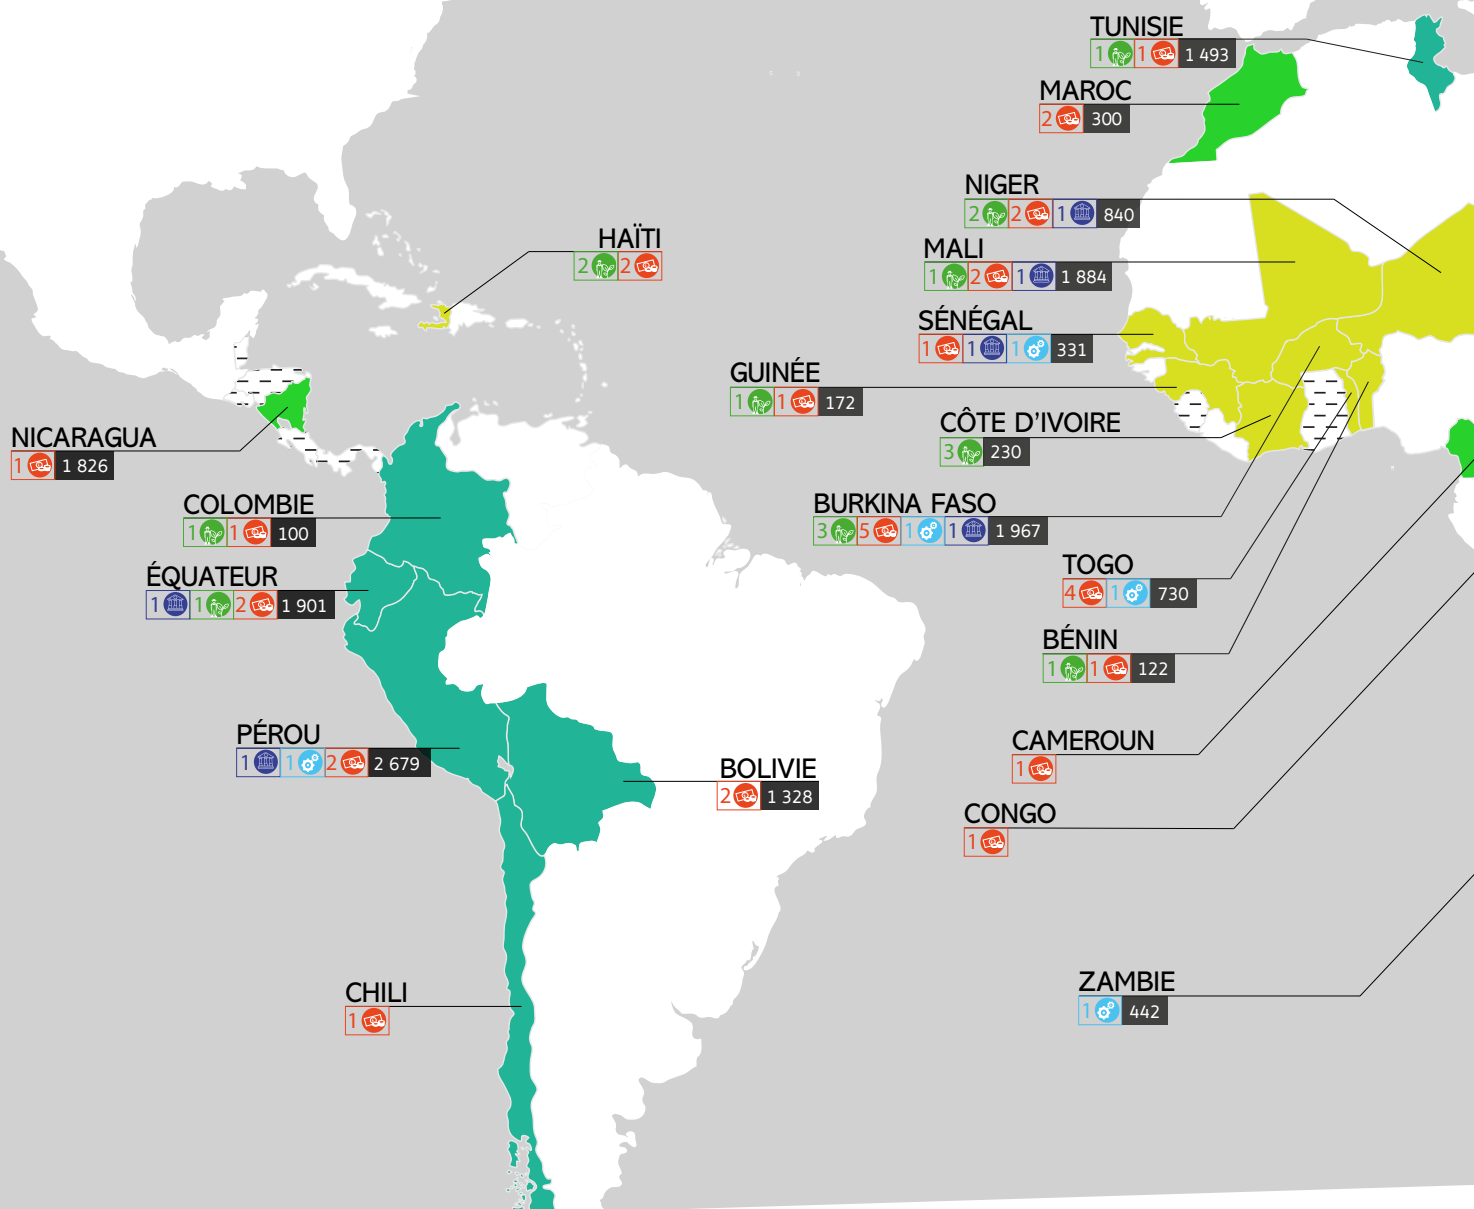 TUNISIE
1 1 1 493
MAROC
2 300
NIGER
2 2 1 840
HAÏTI
2 2
MALI
1 2 1 1 884
SÉNÉGAL
1 1 1 331
GUINÉE
1 1 172
CÔTE D'IVOIRE
3 230
NICARAGUA
1 1 826
COLOMBIE
1 1 100
BURKINA FASO
3 5 1 1 1 967
ÉQUATEUR
1 1 2 1 901
TOGO
4 1 730
BÉNIN
1 1 122
PÉROU
1 1 2 2 679
BOLIVIE
2 1 328
CAMEROUN
1
CONGO
1
CHILI
1
ZAMBIE
1 442